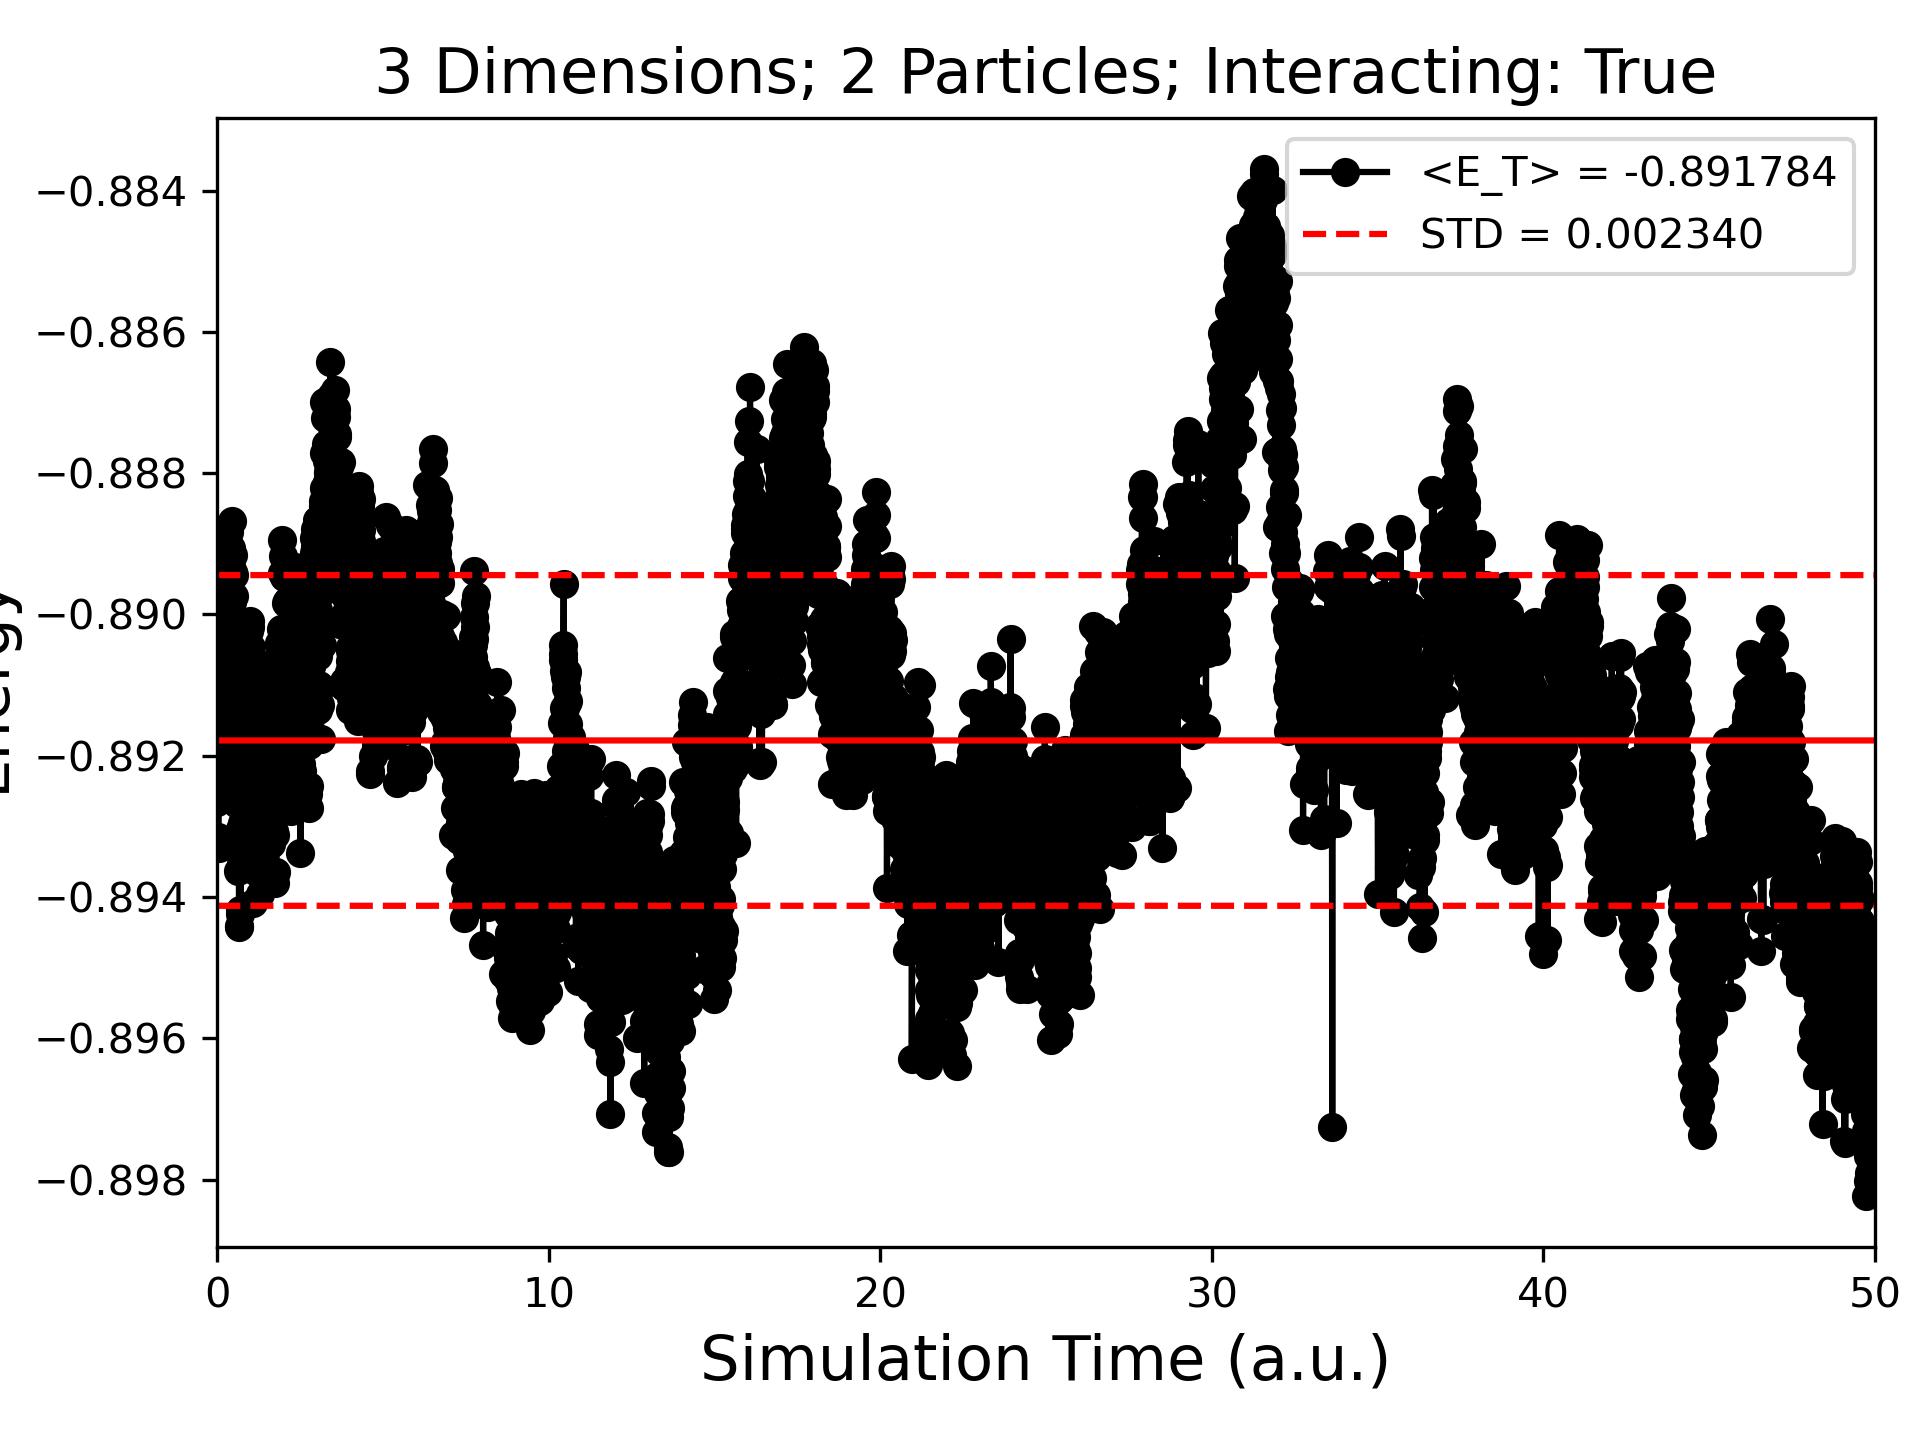 3 Dimensions; 2 Particles; Interacting: True
<E_T> = -0.891784
STD = 0.002340
Energy
−0.884
−0.886
−0.888
−0.890
−0.892
−0.894
−0.896
−0.898
0 10 20 30 40 50
Simulation Time (a.u.)